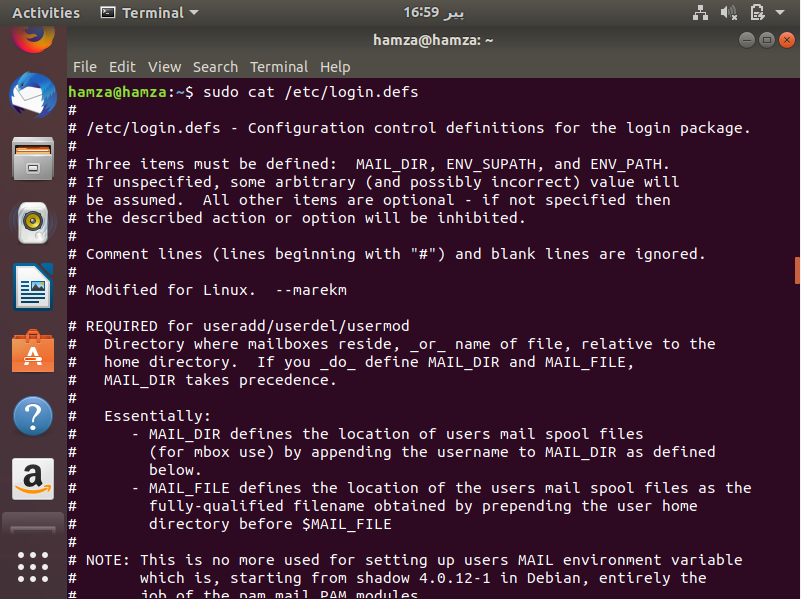 Activities Terminal 16:59 پیر
hamza@hamza: ~
File Edit View Search Terminal Help
hamza@hamza:~$ sudo cat /etc/login.defs
#
# /etc/login.defs - Configuration control definitions for the login package.
#
# Three items must be defined:  MAIL_DIR, ENV_SUPATH, and ENV_PATH.
# If unspecified, some arbitrary (and possibly incorrect) value will
# be assumed.  All other items are optional - if not specified then
# the described action or option will be inhibited.
#
# Comment lines (lines beginning with "#") and blank lines are ignored.
#
# Modified for Linux.  --marekm

# REQUIRED for useradd/userdel/usermod
#   Directory where mailboxes reside, _or_ name of file, relative to the
#   home directory.  If you _do_ define MAIL_DIR and MAIL_FILE,
#   MAIL_DIR takes precedence.
#
#   Essentially:
#      - MAIL_DIR defines the location of users mail spool files
#        (for mbox use) by appending the username to MAIL_DIR as defined
#        below.
#      - MAIL_FILE defines the location of the users mail spool files as the
#        fully-qualified filename obtained by prepending the user home
#        directory before $MAIL_FILE
#
# NOTE: This is no more used for setting up users MAIL environment variable
#       which is, starting from shadow 4.0.12-1 in Debian, entirely the
#       job of the pam_mail PAM modules